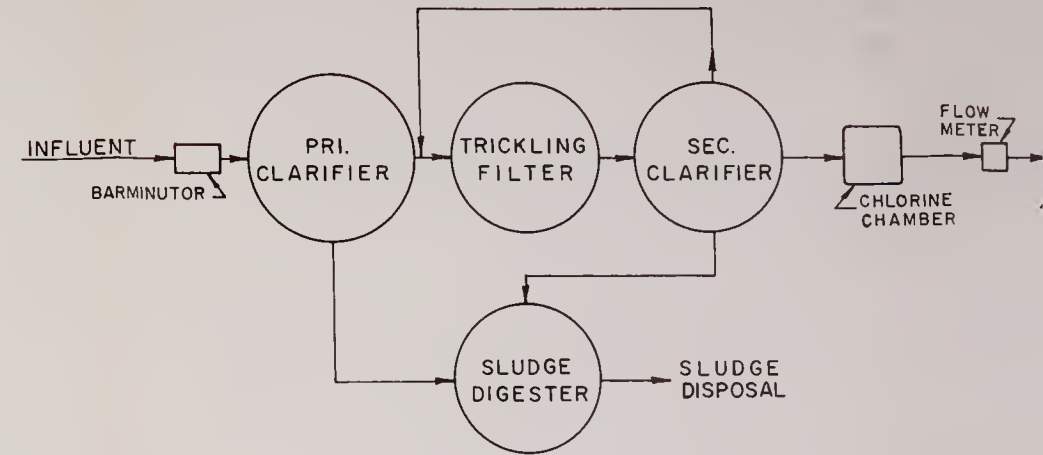 INFLUENT
BARMINUTOR
PRI.
CLARIFIER
TRICKLING
FILTER
SEC.
CLARIFIER
CHLORINE
CHAMBER
FLOW
METER
SLUDGE
DIGESTER
SLUDGE
DISPOSAL